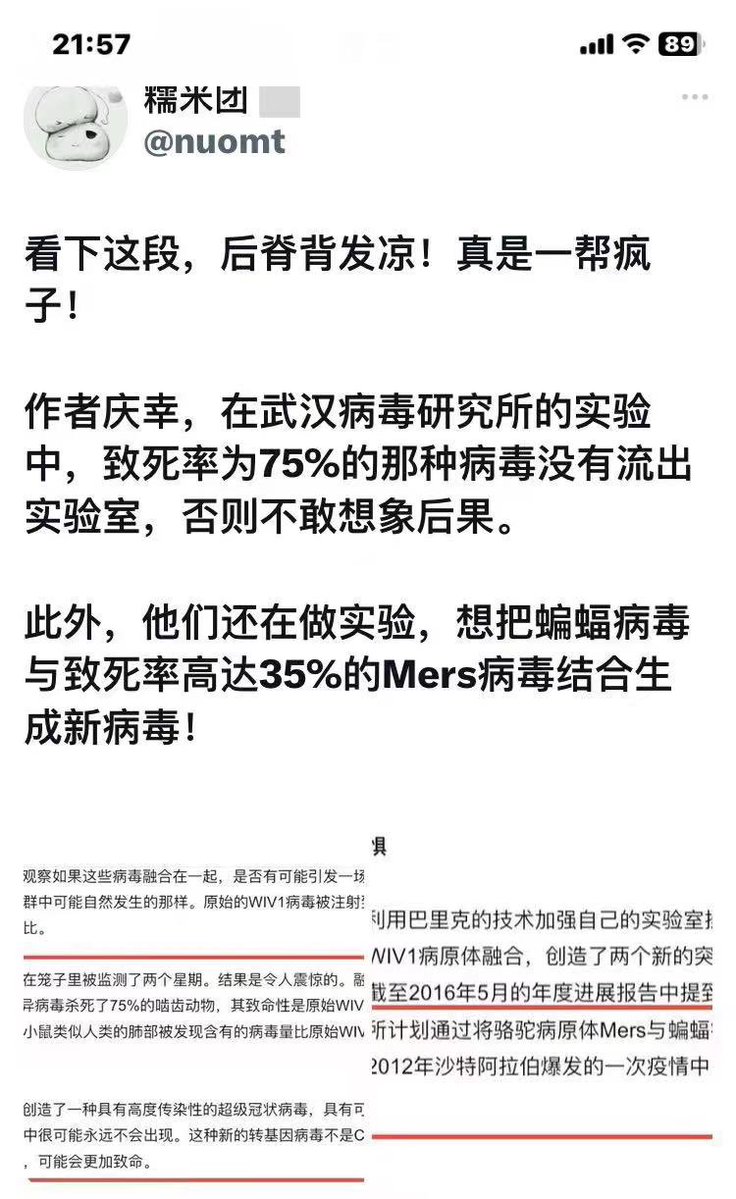 21:57
89
糯米团
@nuomt
看下这段，后脊背发凉！真是一帮疯
子！
作者庆幸，在武汉病毒研究所的实验
中，致死率为75%的那种病毒没有流出
实验室，否则不敢想象后果。
此外，他们还在做实验，想把蝙蝠病毒
与致死率高达35%的Mers病毒结合生
成新病毒！
观察如果这些病毒融合在一起，是否有可能引发一场
群中可能自然发生的那样。原始的WIV1病毒被注射到
比。
在笼子里被监测了两个星期。结果是令人震惊的。融
异病毒杀死了75%的啮齿动物，其致命性是原始WIV
小鼠类似人类的肺部被发现含有的病毒量比原始WIV
创造了一种具有高度传染性的超级冠状病毒，具有可
中很可能永远不会出现。这种新的转基因病毒不是C
，可能会更加致命。
惧
利用巴里克的技术加强自己的实验室
WIV1病原体融合，创造了两个新的突
截至2016年5月的年度进展报告中提到
所计划通过将骆驼病原体Mers与蝙蝠
2012年沙特阿拉伯爆发的一次疫情中